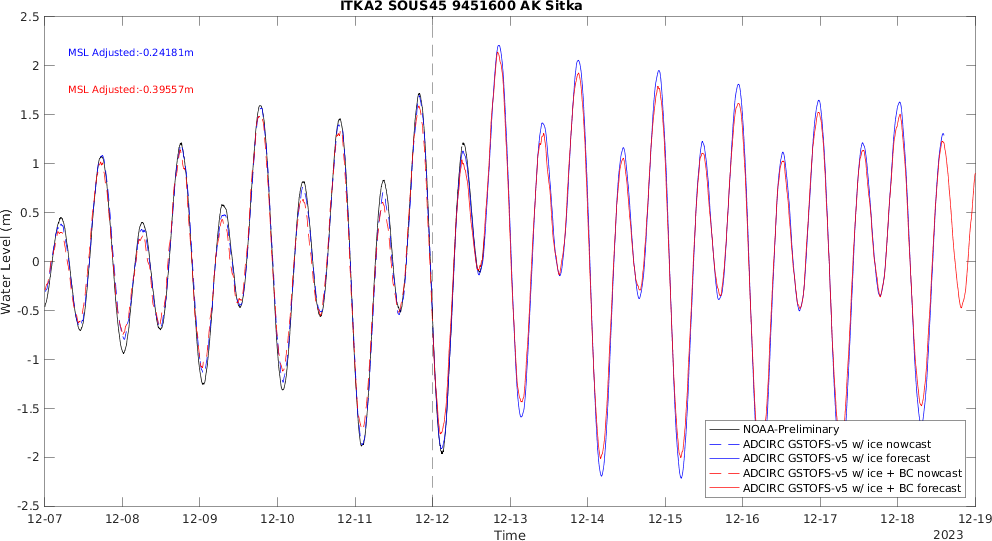 ITKA2 SOUS45 9451600 AK Sitka
MSL Adjusted:-0.24181m
MSL Adjusted:-0.39557m
Water Level (m)
2.5
2
1.5
1
0.5
0
-0.5
-1
-1.5
-2
-2.5
NOAA-Preliminary
ADCIRC GSTOFS-v5 w/ ice nowcast
ADCIRC GSTOFS-v5 w/ ice forecast
ADCIRC GSTOFS-v5 w/ ice + BC nowcast
ADCIRC GSTOFS-v5 w/ ice + BC forecast
12-07 12-08 12-09 12-10 12-11 12-12 12-13 12-14 12-15 12-16 12-17 12-18 12-19
Time
2023